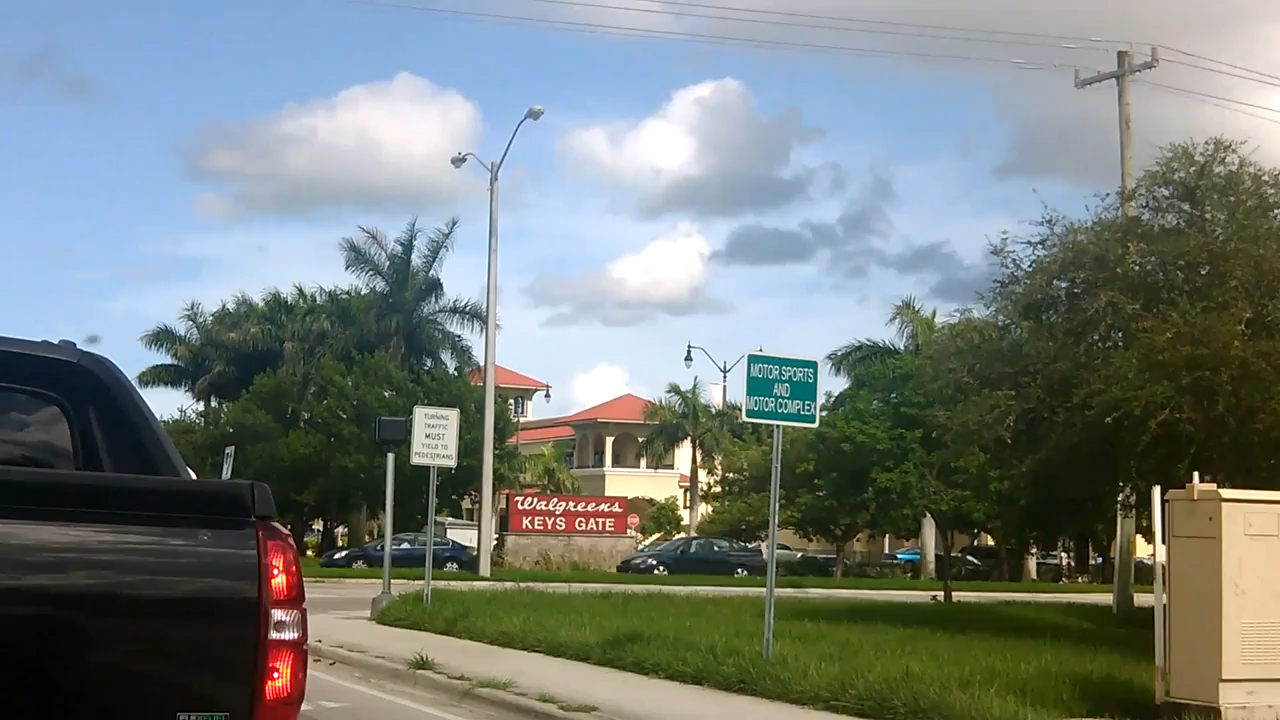 TURNING
TRAFFIC
MUST
YIELD TO
PEDESTRIANS
Walgreens
KEYS GATE
MOTOR SPORTS
AND
MOTOR COMPLEX